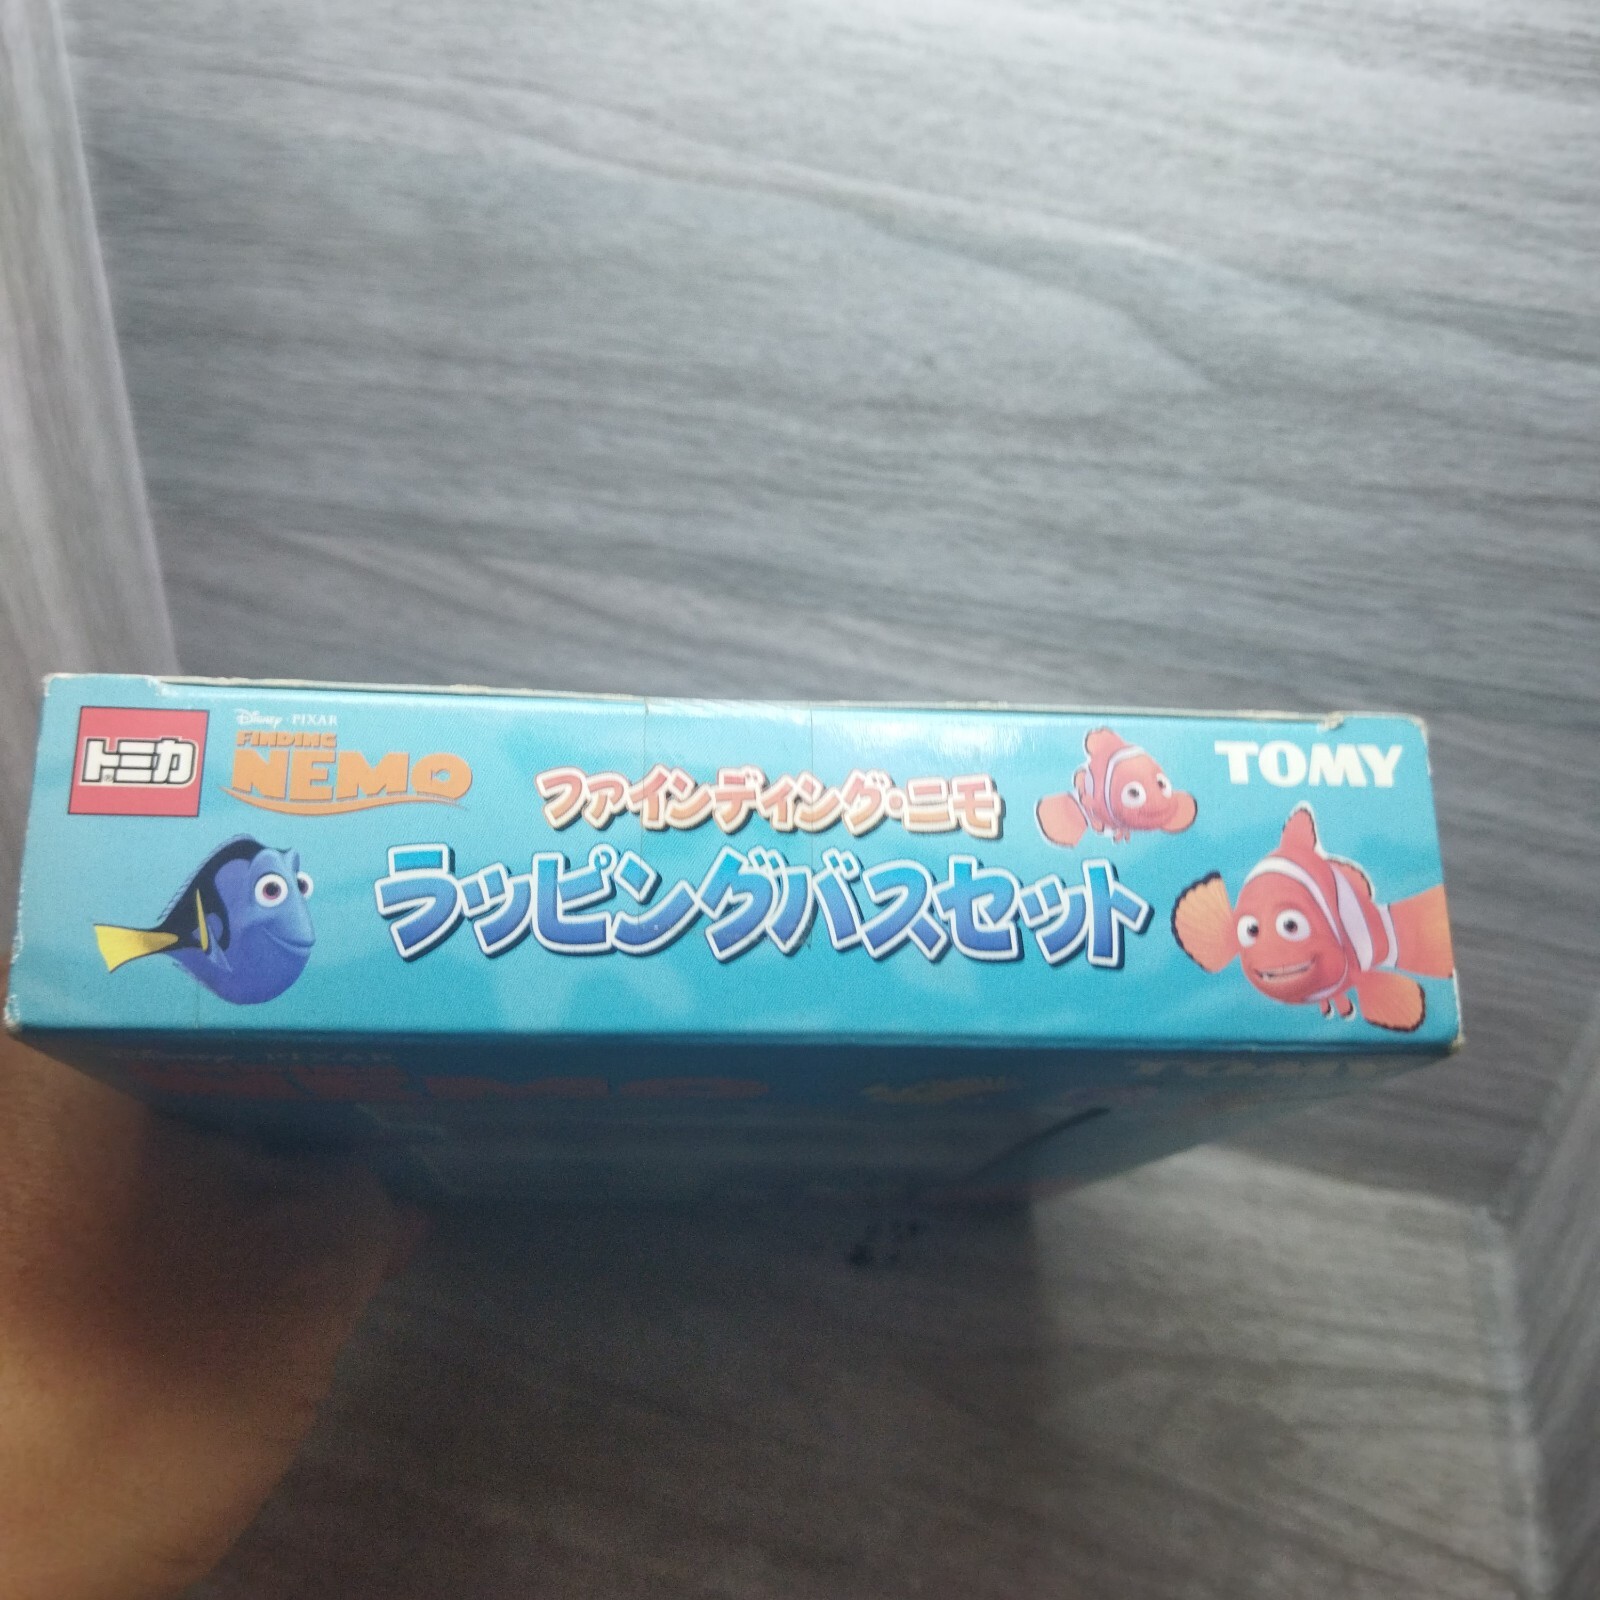 トミカ
Disney · PIXAR
FINDING
NEMO
ファインディング・ニモ
TOMY
ラッピングバスセット